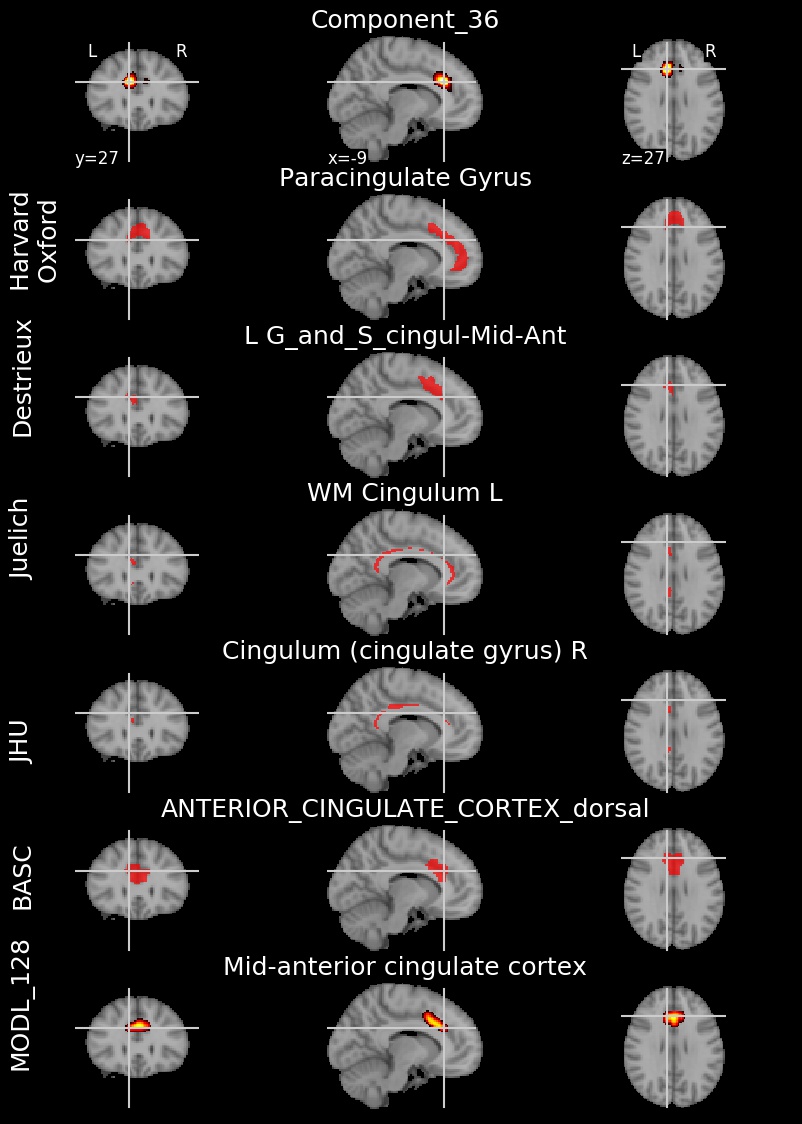 Component_36
L R L R
y=27 x=-9 z=27
Paracingulate Gyrus
Harvard
Oxford
L G_and_S_cingul-Mid-Ant
Destrieux
WM Cingulum L
Juelich
Cingulum (cingulate gyrus) R
JHU
ANTERIOR_CINGULATE_CORTEX_dorsal
BASC
Mid-anterior cingulate cortex
MODL_128